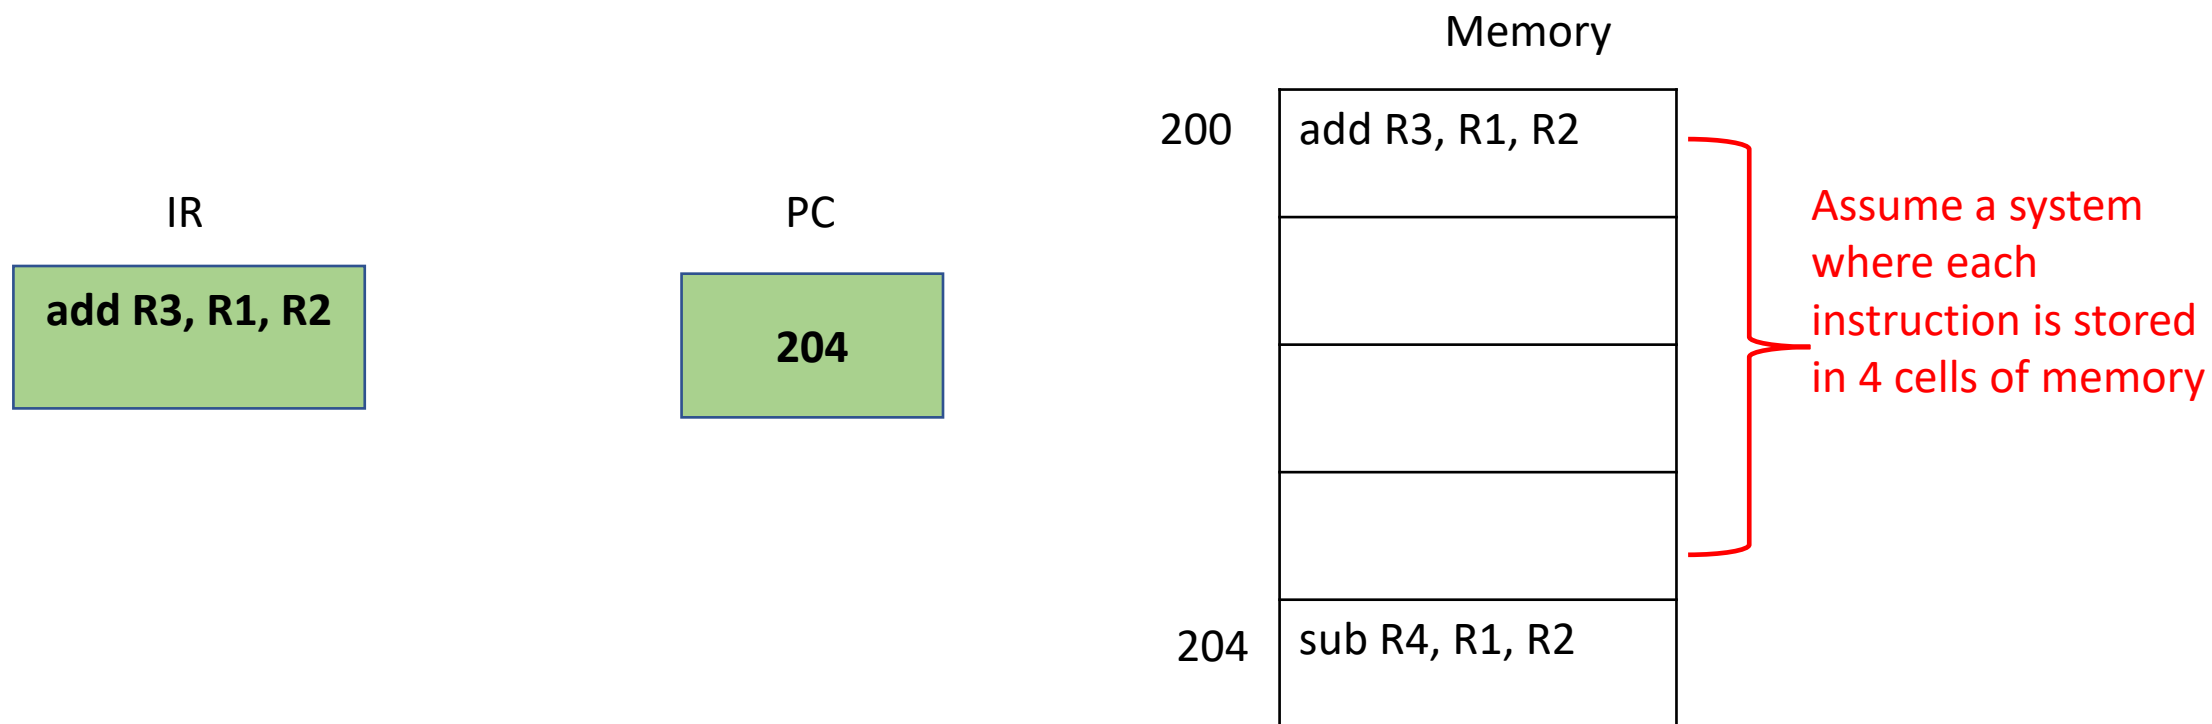 Memory
200
add R3, R1, R2
IR
PC
Assume a system
where each
instruction is stored
in 4 cells of memory
add R3, R1, R2
204
204
sub R4, R1, R2